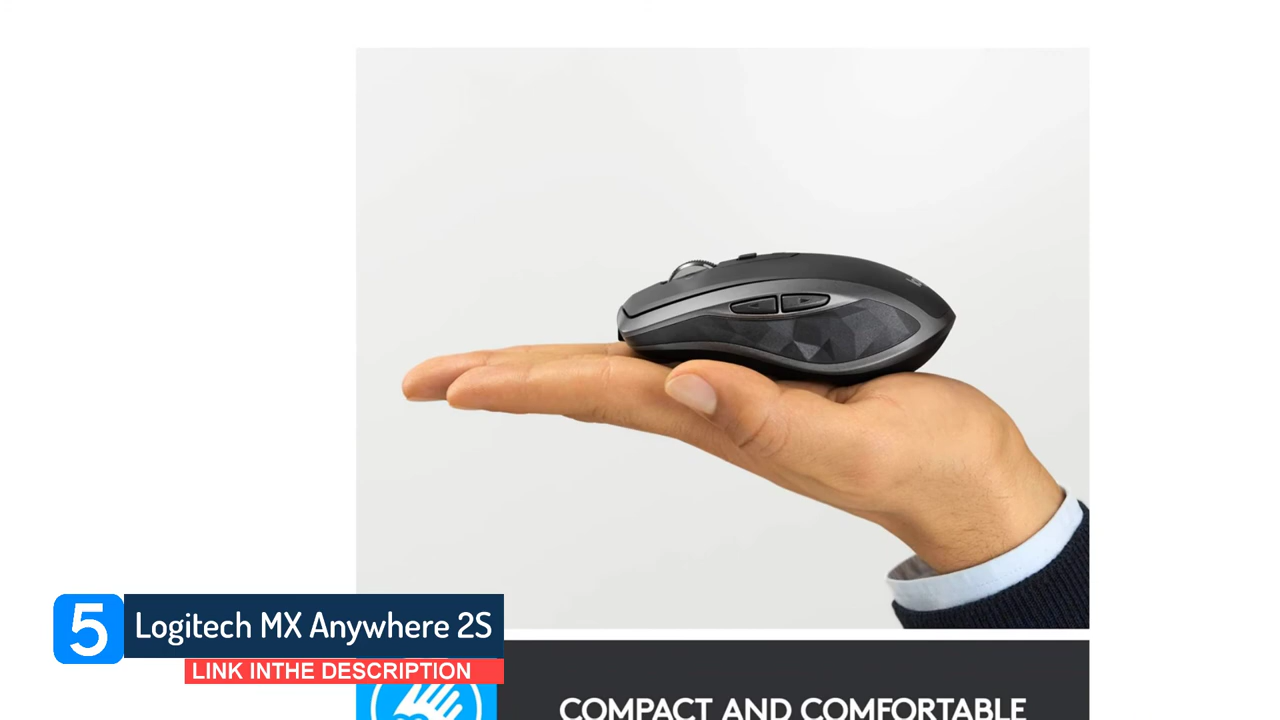 5
Logitech MX Anywhere 2S
LINK INTHE DESCRIPTION
COMPACT AND COMFORTABLE